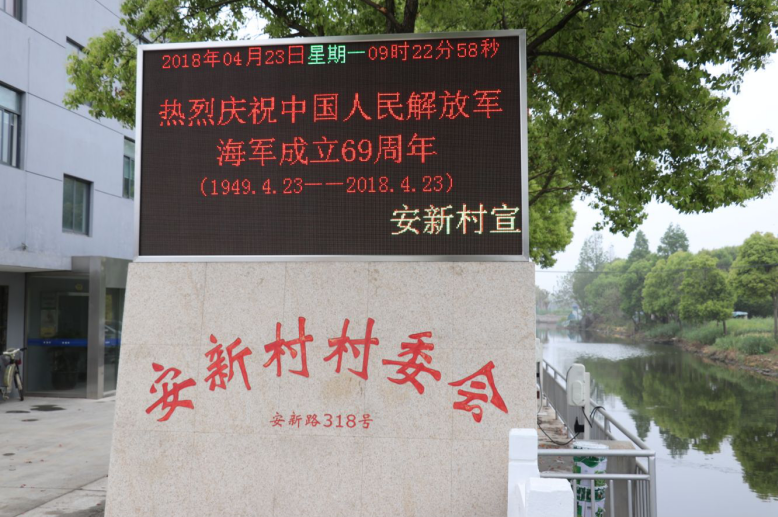 2018年04月23日星期一09时22分58秒
热烈庆祝中国人民解放军
海军成立69周年
(1949.4.23——2018.4.23)
安新村宣
安新村村委会
安新路318号